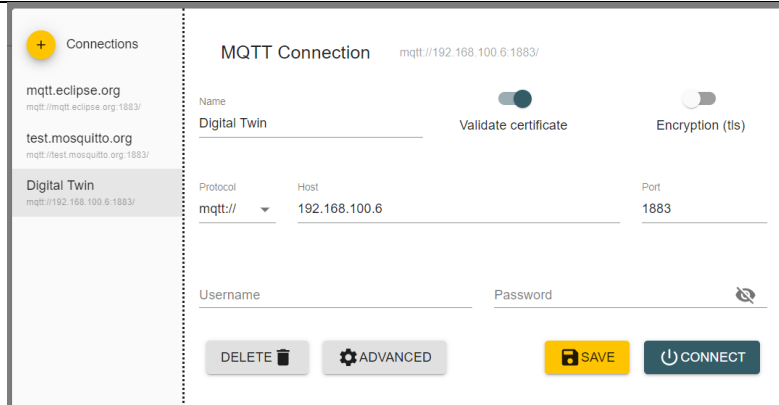 + Connections
mqtt.eclipse.org
mqtt://mqtt.eclipse.org:1883/
test.mosquitto.org
mqtt://test.mosquitto.org:1883/
Digital Twin
mqtt://192.168.100.6:1883/
MQTT Connection mqtt://192.168.100.6:1883/
Name
Digital Twin
Validate certificate
Encryption (tls)
Protocol Host Port
mqtt:// 192.168.100.6 1883
Username Password
DELETE ADVANCED SAVE CONNECT